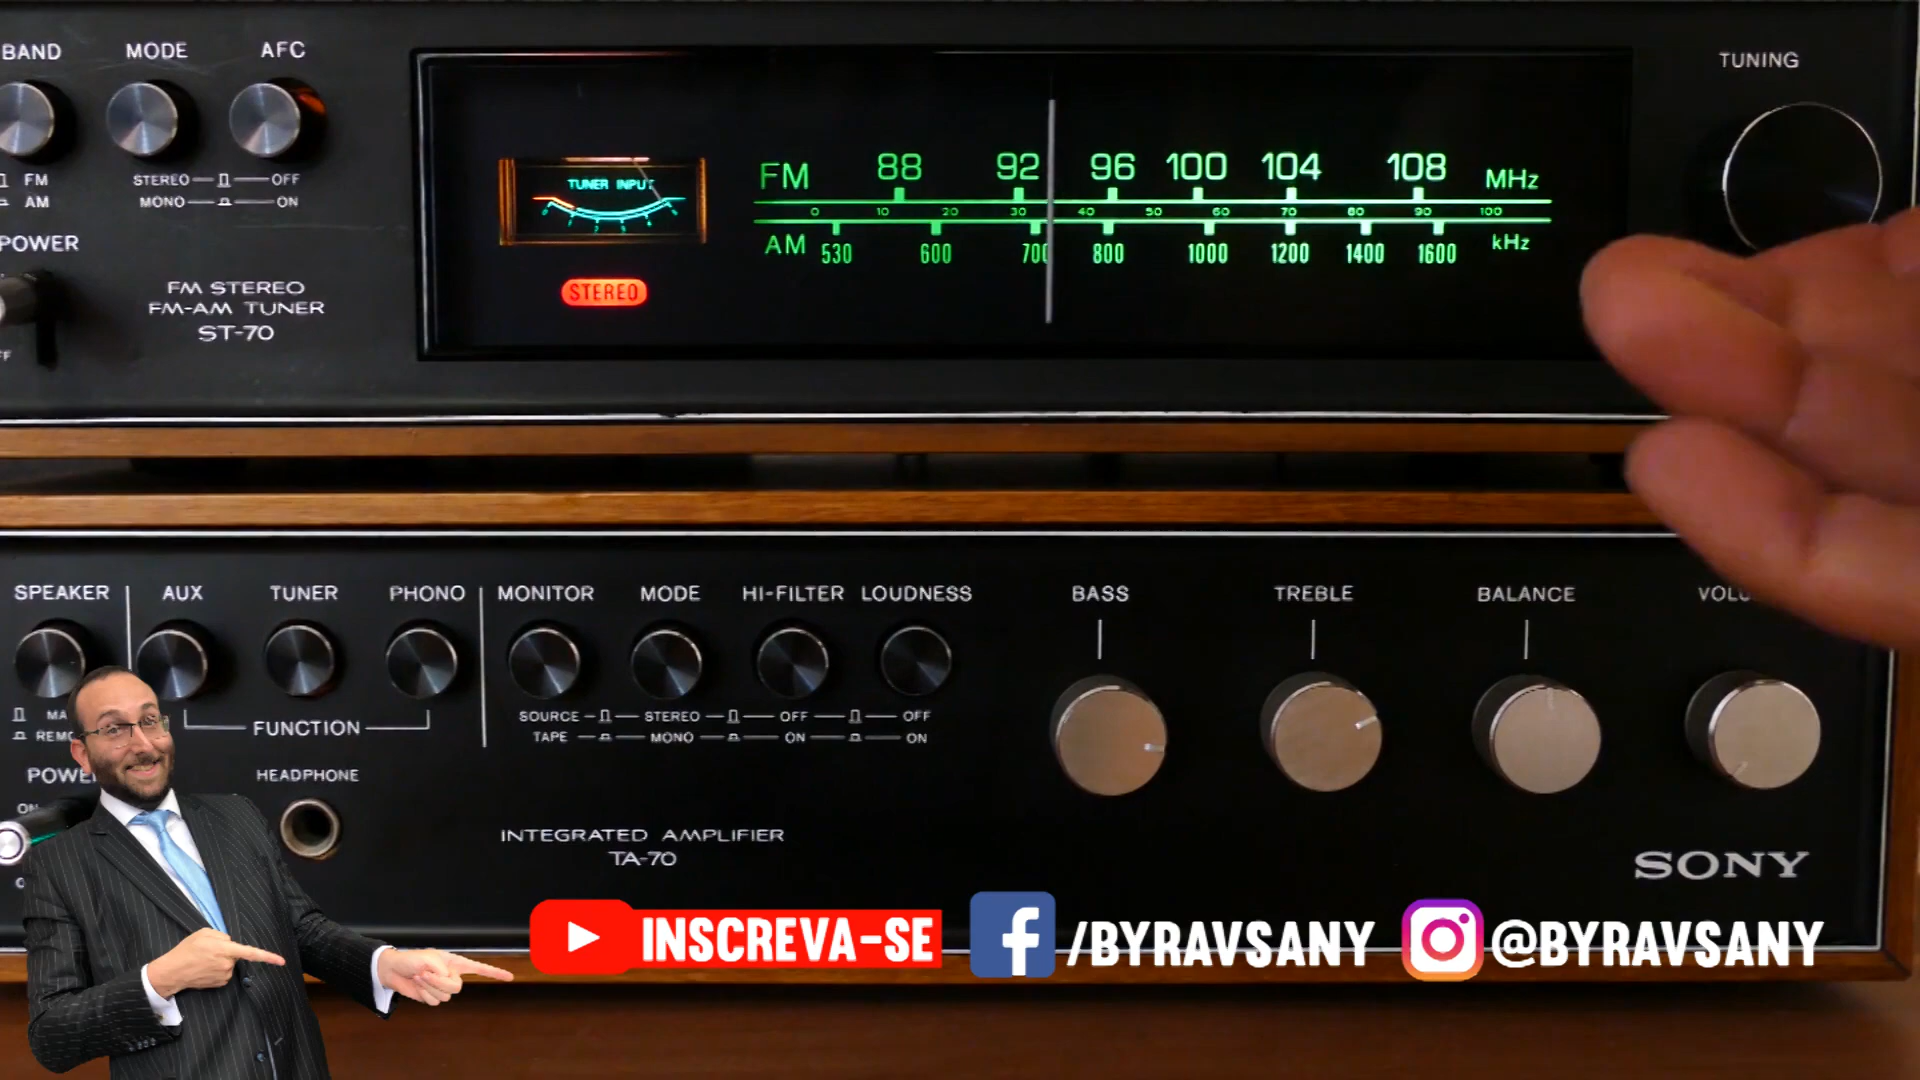 BAND MODE AFC
TUNING
FM 88 92 96 100 104 108 MHz
TUNER INPUT
FM STEREO OFF
AM MONO ON
0 10 20 30 40 50 60 70 80 90 100
AM 530 600 700 800 1000 1200 1400 1600 kHz
POWER
STEREO
FM STEREO
FM-AM TUNER
ST-70
SPEAKER AUX TUNER PHONO MONITOR MODE HI-FILTER LOUDNESS BASS TREBLE BALANCE
SOURCE STEREO OFF OFF
TAPE MONO ON ON
FUNCTION
HEADPHONE
INTEGRATED AMPLIFIER
TA-70
SONY
INSCREVA-SE /BYRAVSANY @BYRAVSANY